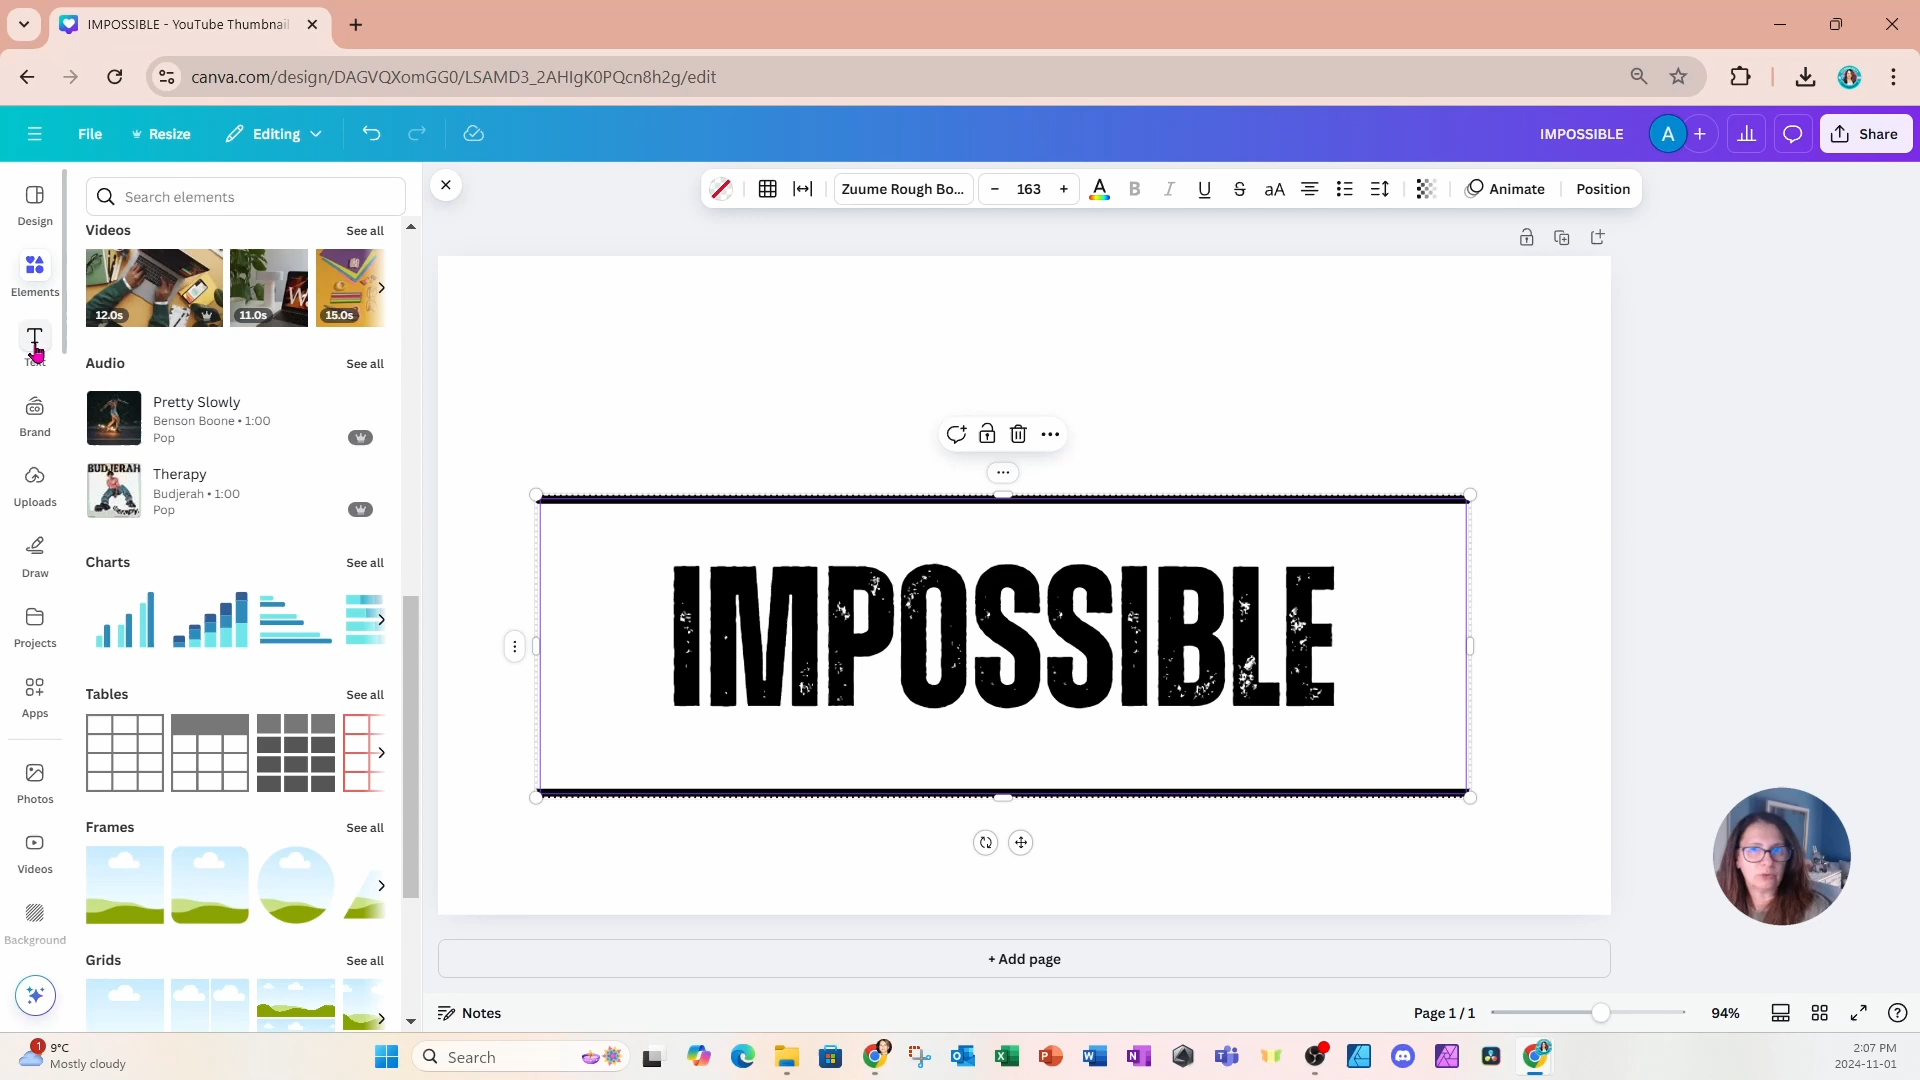 IMPOSSIBLE - YouTube Thumbnail
canva.com/design/DAGVQXomGG0/LSAMD3_2AHIgK0PQcn8h2g/edit
File
Resize
Editing
IMPOSSIBLE
A
Share
Search elements
Zuume Rough Bo...
163
A
B
I
U
S
aA
Animate
Position
Design
Elements
Text
Brand
Uploads
Draw
Projects
Apps
Photos
Videos
Background
Videos
See all
12.0s
11.0s
15.0s
Audio
See all
Pretty Slowly
Benson Boone • 1:00
Pop
BUDJERAH
Therapy
Budjerah • 1:00
Pop
Charts
See all
Tables
See all
Frames
See all
Grids
See all
IMPOSSIBLE
+ Add page
Notes
Page 1 / 1
94%
1
9°C
Mostly cloudy
Search
2:07 PM
2024-11-01